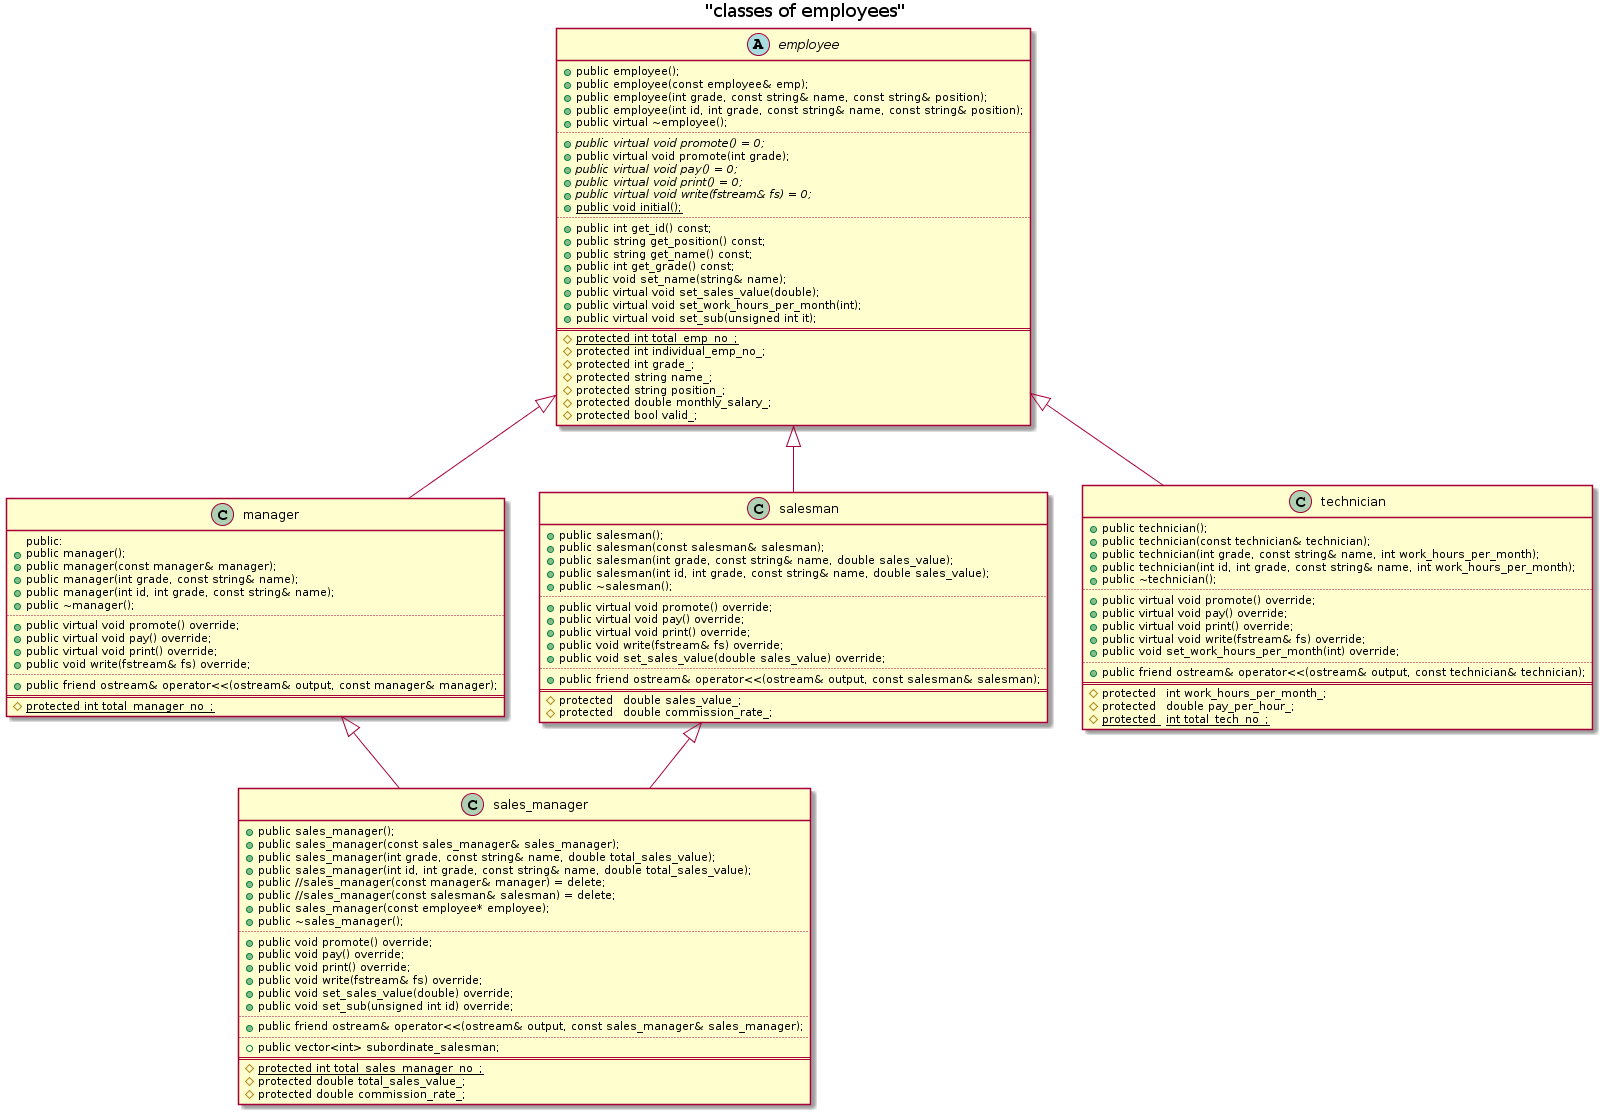 "classes of employees"
A employee
public employee();
public employee(const employee& emp);
public employee(int grade, const string& name, const string& position);
public employee(int id, int grade, const string& name, const string& position);
public virtual ~employee();
public virtual void promote() = 0;
public virtual void promote(int grade);
public virtual void pay() = 0;
public virtual void print() = 0;
public virtual void write(fstream& fs) = 0;
public void initial();
public int get_id() const;
public string get_position() const;
public string get_name() const;
public int get_grade() const;
public void set_name(string& name);
public virtual void set_sales_value(double);
public virtual void set_work_hours_per_month(int);
public virtual void set_sub(unsigned int it);
protected int total_emp_no_;
protected int individual_emp_no_;
protected int grade_;
protected string name_;
protected string position_;
protected double monthly_salary_;
protected bool valid_;
C manager
public:
public manager();
public manager(const manager& manager);
public manager(int grade, const string& name);
public manager(int id, int grade, const string& name);
public ~manager();
public virtual void promote() override;
public virtual void pay() override;
public virtual void print() override;
public void write(fstream& fs) override;
public friend ostream& operator<<(ostream& output, const manager& manager);
protected int total_manager_no_;
C salesman
public salesman();
public salesman(const salesman& salesman);
public salesman(int grade, const string& name, double sales_value);
public salesman(int id, int grade, const string& name, double sales_value);
public ~salesman();
public virtual void promote() override;
public virtual void pay() override;
public virtual void print() override;
public void write(fstream& fs) override;
public void set_sales_value(double sales_value) override;
public friend ostream& operator<<(ostream& output, const salesman& salesman);
protected double sales_value_;
protected double commission_rate_;
C technician
public technician();
public technician(const technician& technician);
public technician(int grade, const string& name, int work_hours_per_month);
public technician(int id, int grade, const string& name, int work_hours_per_month);
public ~technician();
public virtual void promote() override;
public virtual void pay() override;
public virtual void print() override;
public virtual void write(fstream& fs) override;
public void set_work_hours_per_month(int) override;
public friend ostream& operator<<(ostream& output, const technician& technician);
protected int work_hours_per_month_;
protected double pay_per_hour_;
protected int total_tech_no_;
C sales_manager
public sales_manager();
public sales_manager(const sales_manager& sales_manager);
public sales_manager(int grade, const string& name, double total_sales_value);
public sales_manager(int id, int grade, const string& name, double total_sales_value);
public //sales_manager(const manager& manager) = delete;
public //sales_manager(const salesman& salesman) = delete;
public sales_manager(const employee* employee);
public ~sales_manager();
public void promote() override;
public void pay() override;
public void print() override;
public void write(fstream& fs) override;
public void set_sales_value(double) override;
public void set_sub(unsigned int id) override;
public friend ostream& operator<<(ostream& output, const sales_manager& sales_manager);
public vector<int> subordinate_salesman;
protected int total_sales_manager_no_;
protected double total_sales_value_;
protected double commission_rate_;